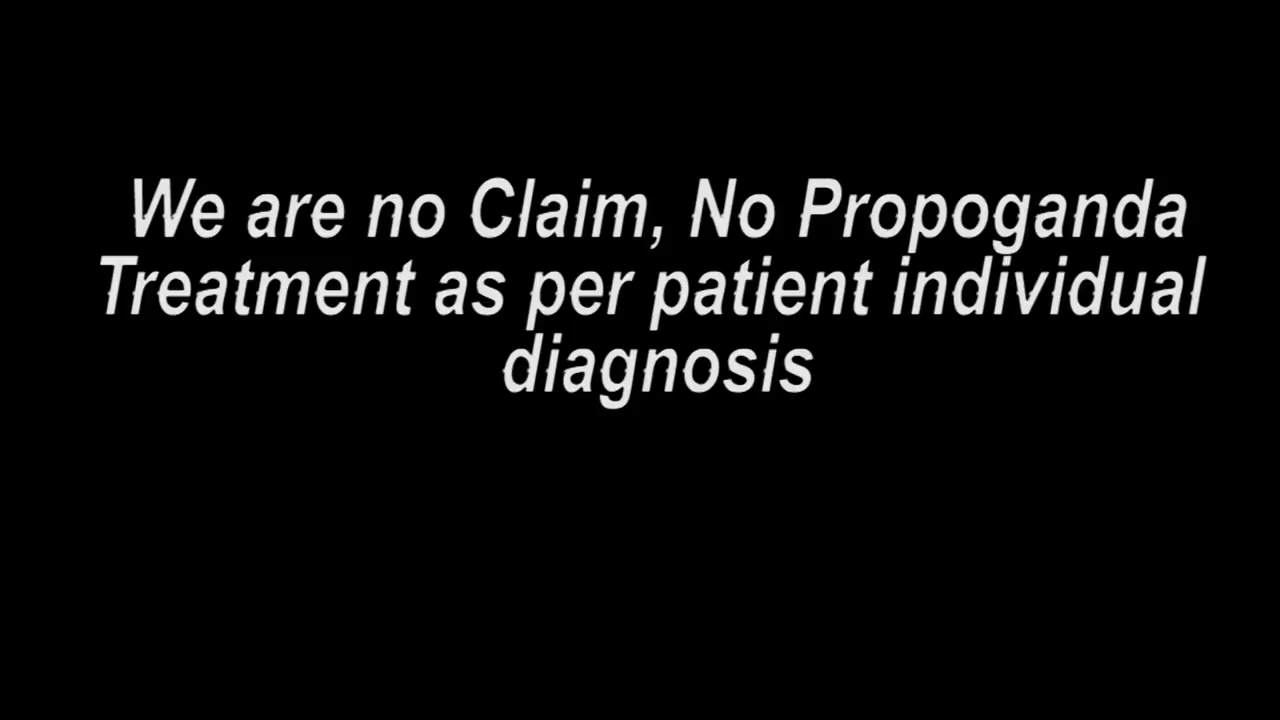 We are no Claim, No Propoganda
Treatment as per patient individual
diagnosis